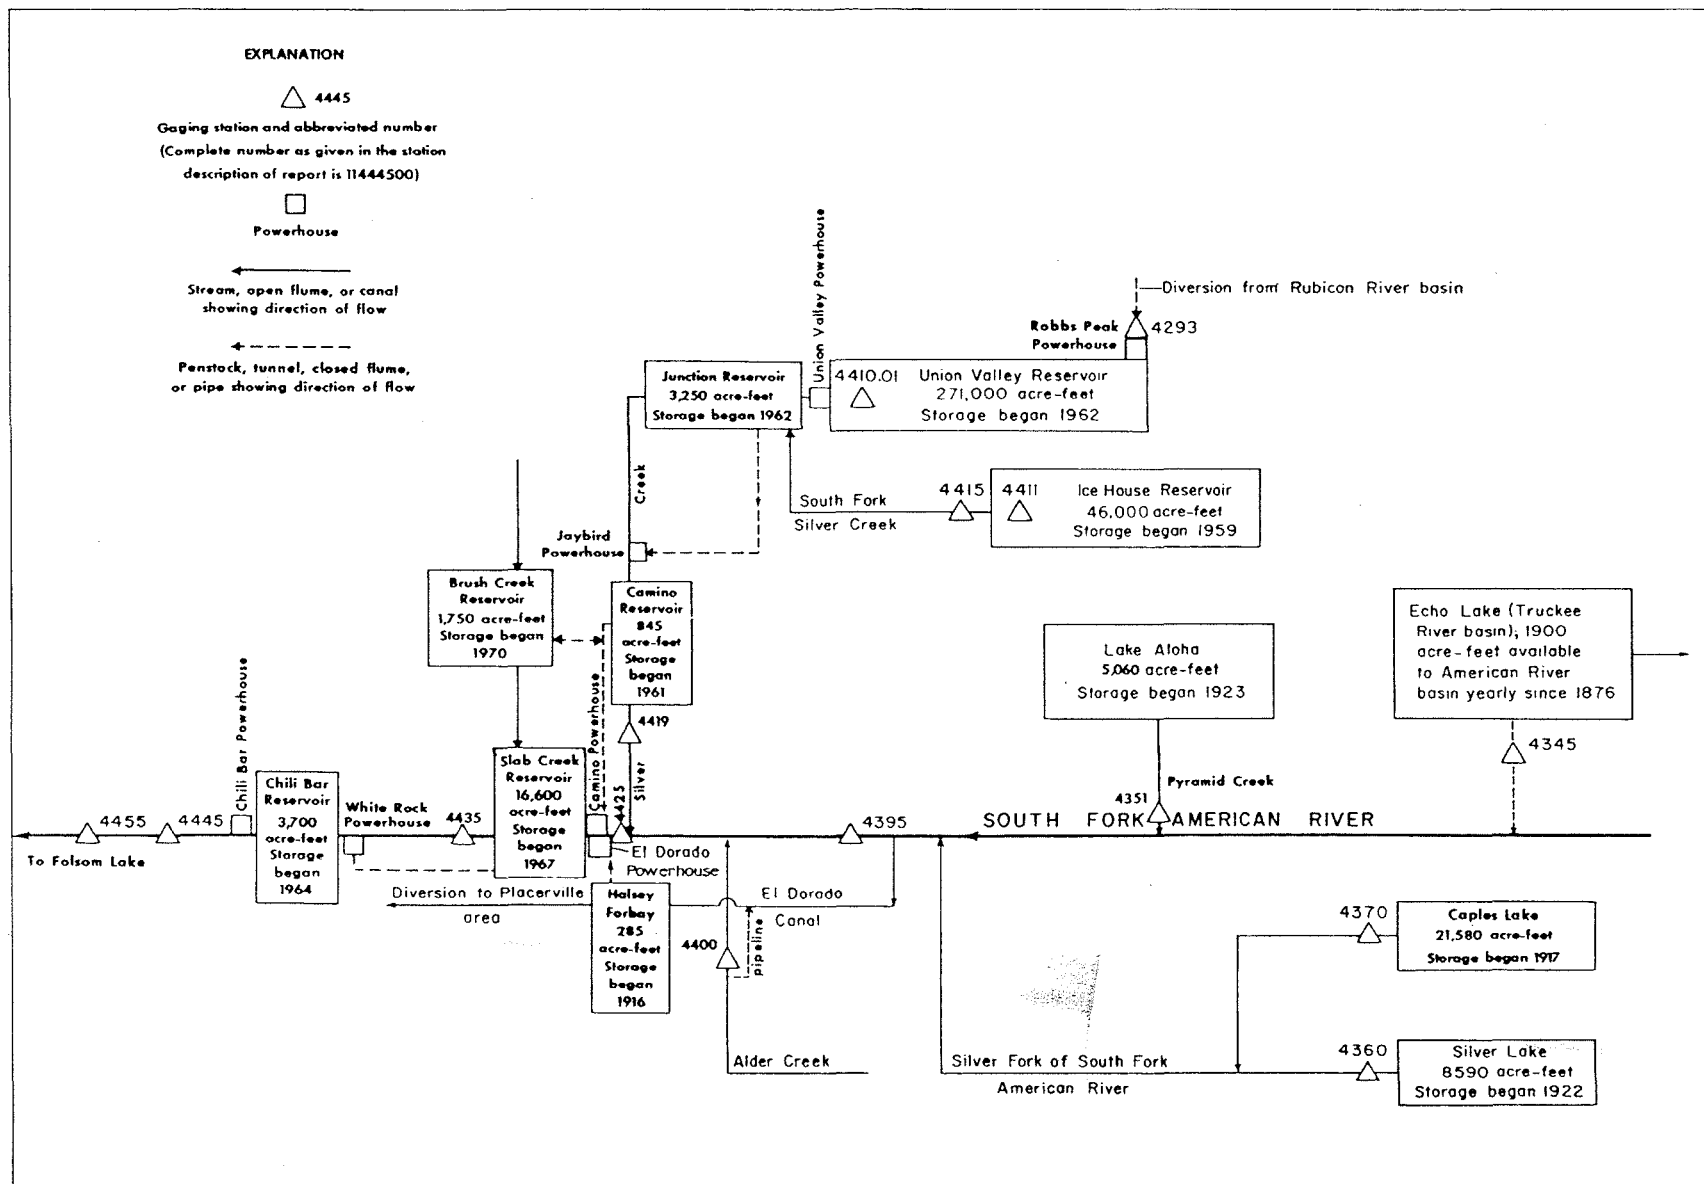 EXPLANATION
4445
Gaging station and abbreviated number
(Complete number as given in the station
description of report is 11444500)
Powerhouse
Stream, open flume, or canal
showing direction of flow
Penstock, tunnel, closed flume,
or pipe showing direction of flow
Union Valley Powerhouse
Diversion from Rubicon River basin
Robbs Peak
Powerhouse
4293
Junction Reservoir
3,250 acre-feet
Storage began 1962
4410.01
Union Valley Reservoir
271,000 acre-feet
Storage began 1962
Creek
South Fork
Silver Creek
4415
4411
Ice House Reservoir
46,000 acre-feet
Storage began 1959
Jaybird
Powerhouse
Brush Creek
Reservoir
1,750 acre-feet
Storage began
1970
Camino
Reservoir
845
acre-feet
Storage
began
1961
Lake Aloha
5,060 acre-feet
Storage began 1923
Echo Lake (Truckee
River basin); 1900
acre-feet available
to American River
basin yearly since 1876
4419
4345
Camino Powerhouse
Silver
4425
Pyramid Creek
4351
Chili Bar Powerhouse
Chili Bar
Reservoir
3,700
acre-feet
Storage
began
1964
White Rock
Powerhouse
4435
Slab Creek
Reservoir
16,600
acre-feet
Storage
began
1967
4455
4445
To Folsom Lake
4395
SOUTH FORK AMERICAN RIVER
El Dorado
Powerhouse
Diversion to Placerville
area
Halsey
Forbay
285
acre-feet
Storage
began
1916
El Dorado
Canal
4400
pipeline
4370
Caples Lake
21,580 acre-feet
Storage began 1917
Alder Creek
Silver Fork of South Fork
American River
4360
Silver Lake
8590 acre-feet
Storage began 1922